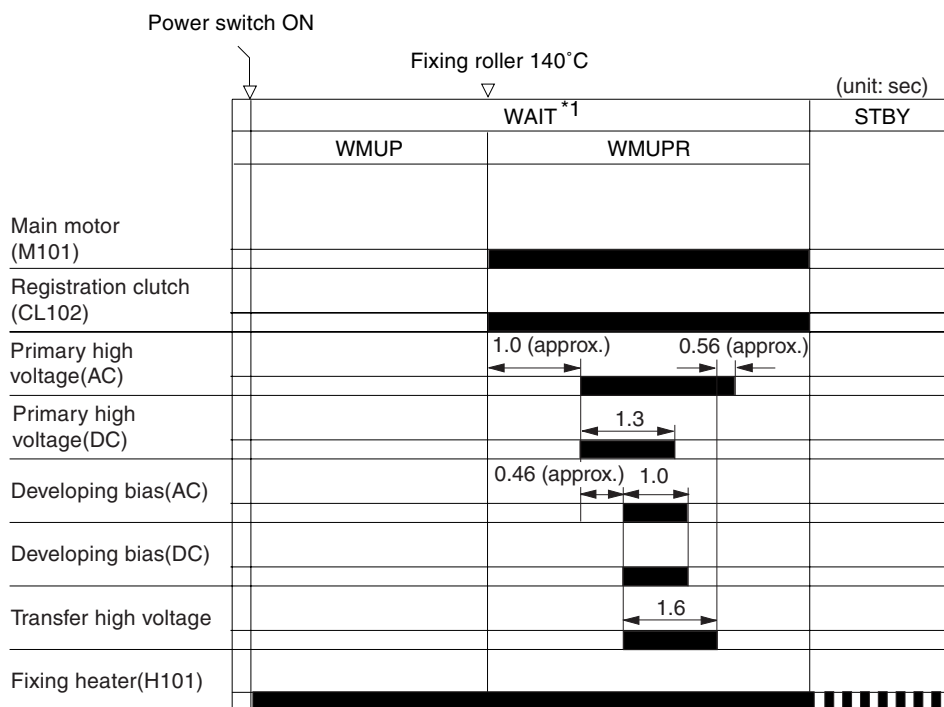 Power switch ON
Fixing roller 140˚C
(unit: sec)
WAIT *1
STBY
WMUP
WMUPR
Main motor
(M101)
Registration clutch
(CL102)
Primary high
voltage(AC)
1.0 (approx.)
0.56 (approx.)
Primary high
voltage(DC)
1.3
Developing bias(AC)
0.46 (approx.)
1.0
Developing bias(DC)
Transfer high voltage
1.6
Fixing heater(H101)